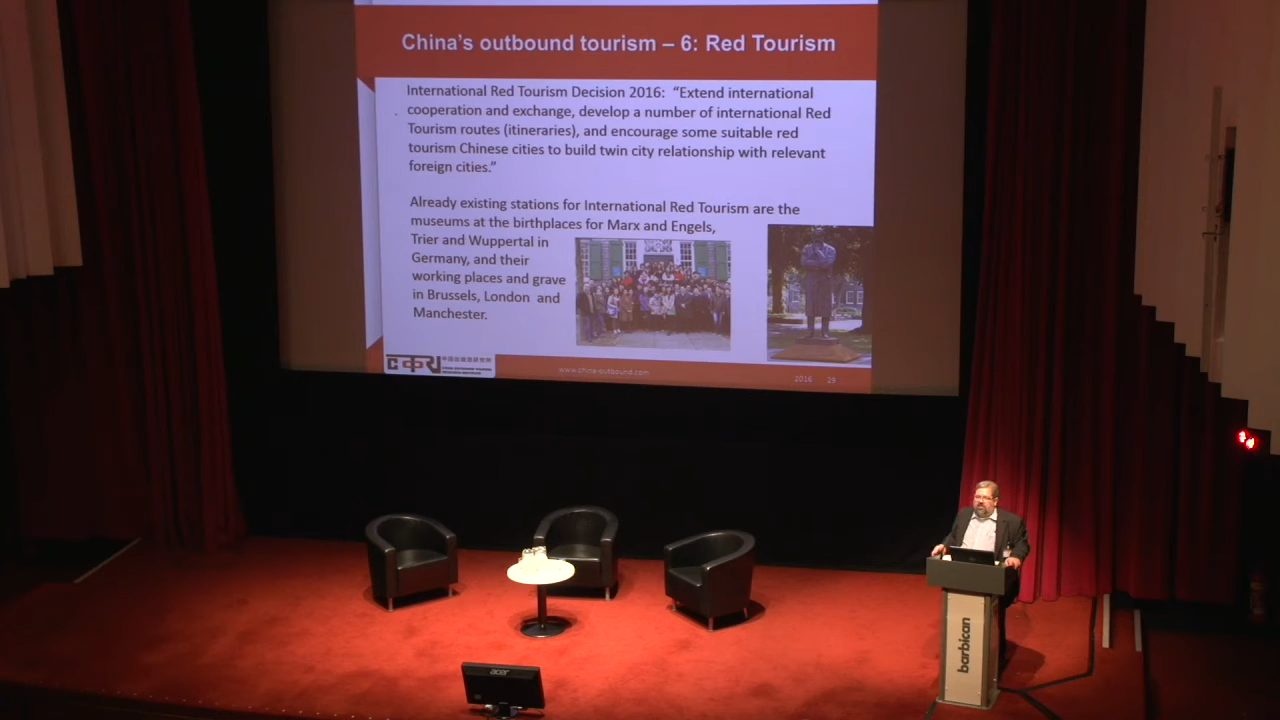 China's outbound tourism – 6: Red Tourism
International Red Tourism Decision 2016: “Extend international
cooperation and exchange, develop a number of international Red
Tourism routes (itineraries), and encourage some suitable red
tourism Chinese cities to build twin city relationship with relevant
foreign cities.”
Already existing stations for International Red Tourism are the
museums at the birthplaces for Marx and Engels,
Trier and Wuppertal in
Germany, and their
working places and grave
in Brussels, London and
Manchester.
www.china-outbound.com
2016 29
barbican
acer